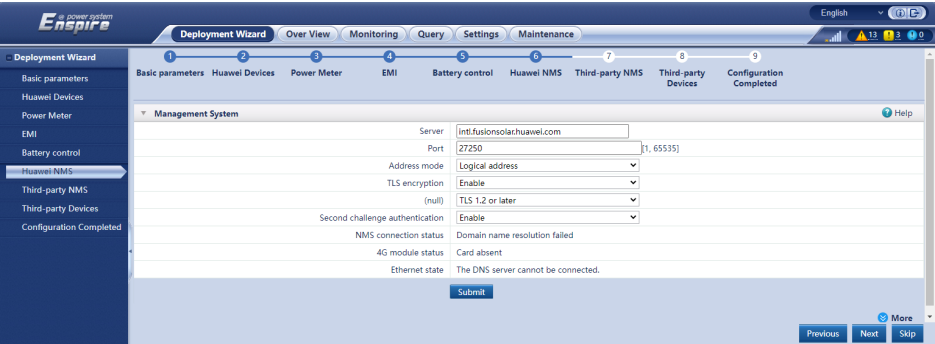 English
@ power system
Enspire
Deployment Wizard Over View Monitoring Query Settings Maintenance
13 3 0
Deployment Wizard
Basic parameters
Huawei Devices
Power Meter
EMI
Battery control
Huawei NMS
Third-party NMS
Third-party Devices
Configuration Completed
1 2 3 4 5 6 7 8 9
Basic parameters Huawei Devices Power Meter EMI Battery control Huawei NMS Third-party NMS Third-party Configuration
Devices Completed
Management System Help
Server intl.fusionsolar.huawei.com
Port 27250 [1, 65535]
Address mode Logical address
TLS encryption Enable
(null) TLS 1.2 or later
Second challenge authentication Enable
NMS connection status Domain name resolution failed
4G module status Card absent
Ethernet state The DNS server cannot be connected.
Submit
More
Previous Next Skip